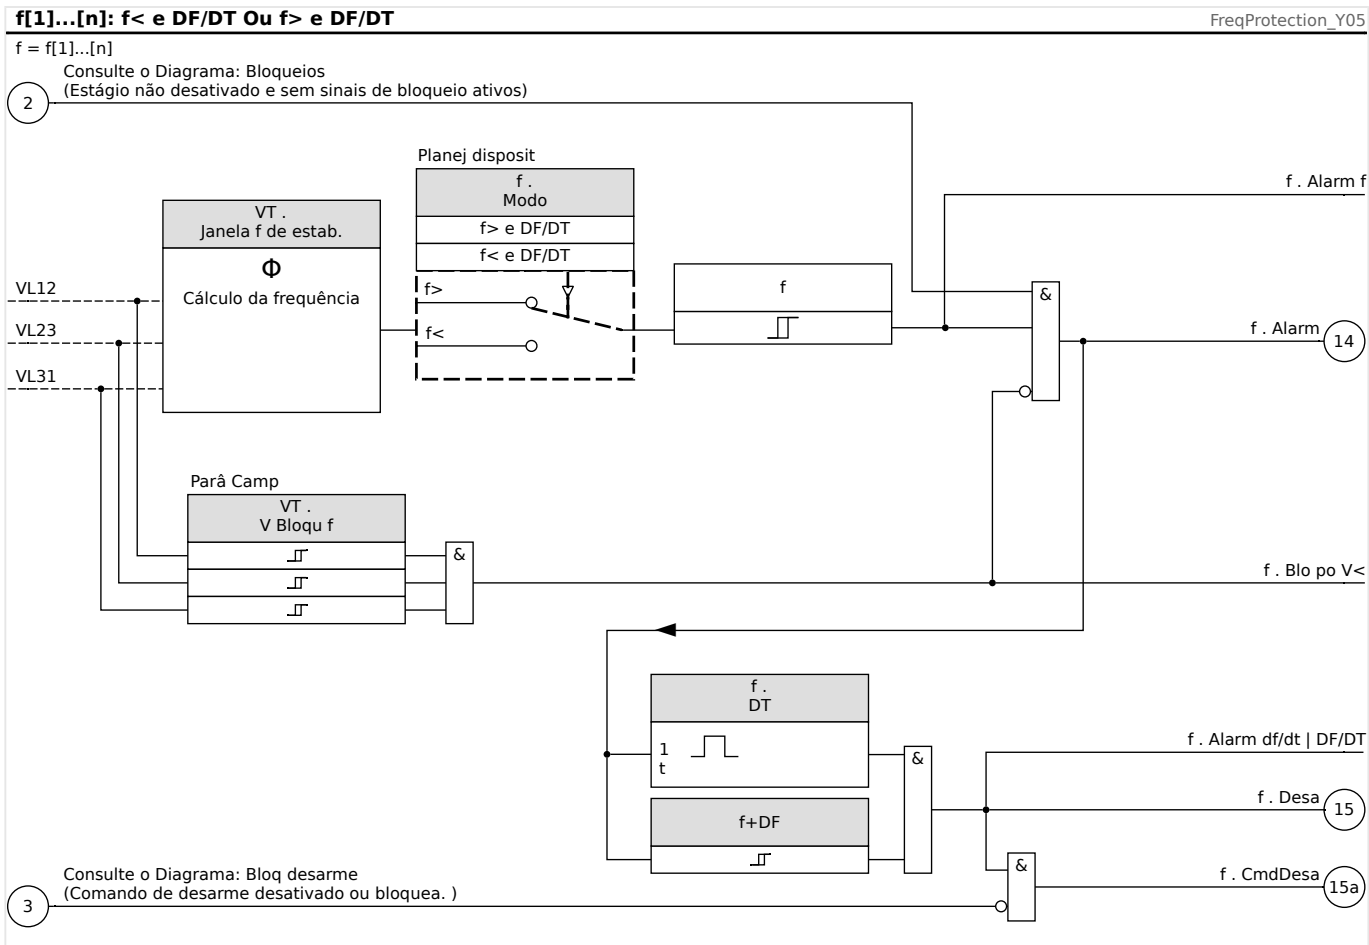 f[1]...[n]: f< e DF/DT Ou f> e DF/DT
FreqProtection_Y05
f = f[1]...[n]
Consulte o Diagrama: Bloqueios
(Estágio não desativado e sem sinais de bloqueio ativos)
2
Planej disposit
f .
Modo
f> e DF/DT
f< e DF/DT
f>
f<
VT .
Janela f de estab.
Φ
Cálculo da frequência
VL12
VL23
VL31
f
&
f . Alarm f
f . Alarm
14
Parâ Camp
VT .
V Bloqu f
&
f . Blo po V<
f .
DT
1
t
f+DF
&
f . Alarm df/dt | DF/DT
f . Desa
15
&
f . CmdDesa
15a
Consulte o Diagrama: Bloq desarme
(Comando de desarme desativado ou bloquea. )
3